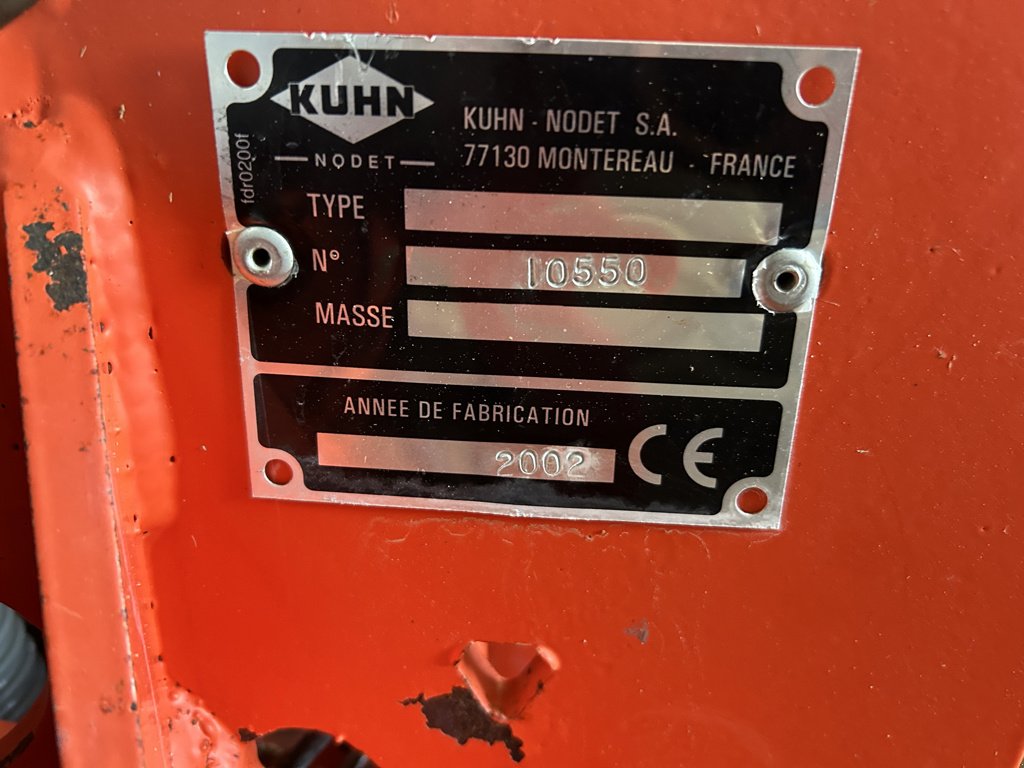 KUHN
NODET
KUHN - NODET S.A.
77130 MONTEREAU - FRANCE
fdr0200f
TYPE
N° 10550
MASSE
ANNEE DE FABRICATION
2002 CE